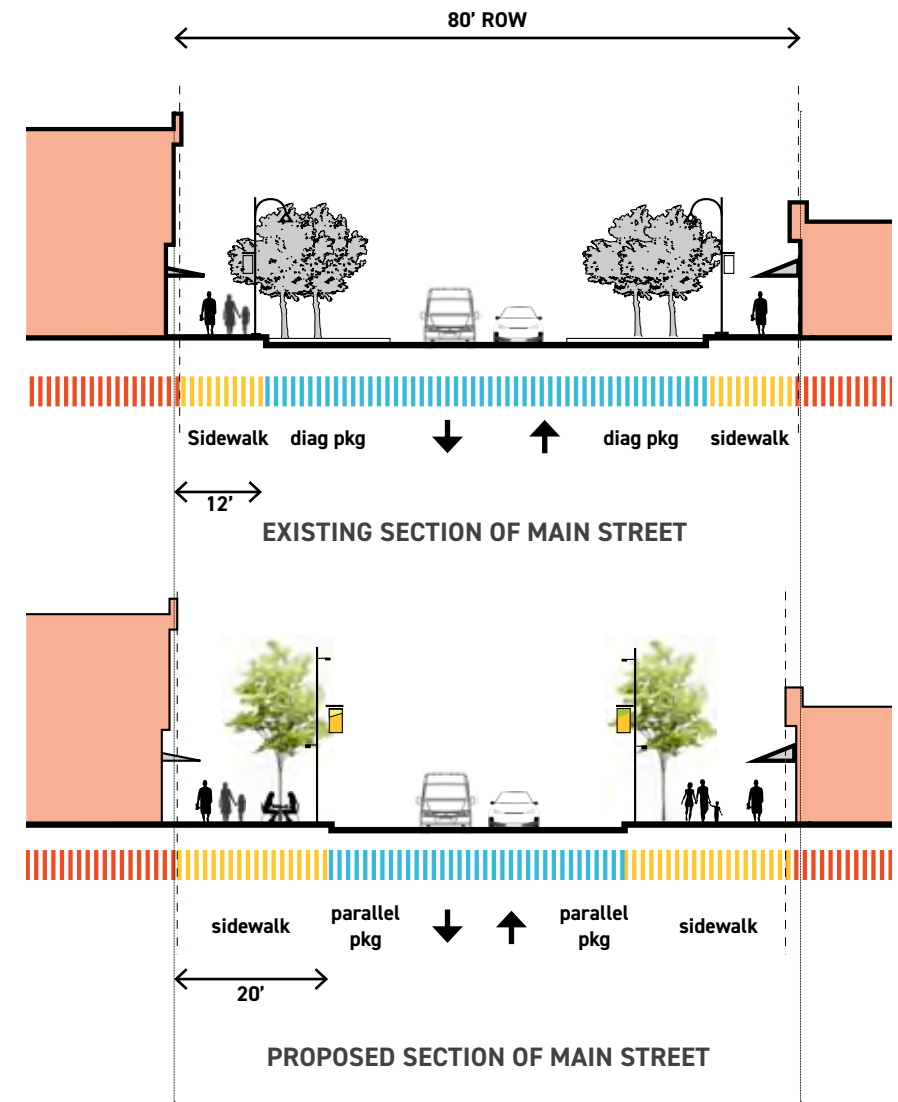 80’ ROW
Sidewalk diag pkg diag pkg sidewalk
12’
EXISTING SECTION OF MAIN STREET
sidewalk parallel pkg parallel pkg sidewalk
20’
PROPOSED SECTION OF MAIN STREET